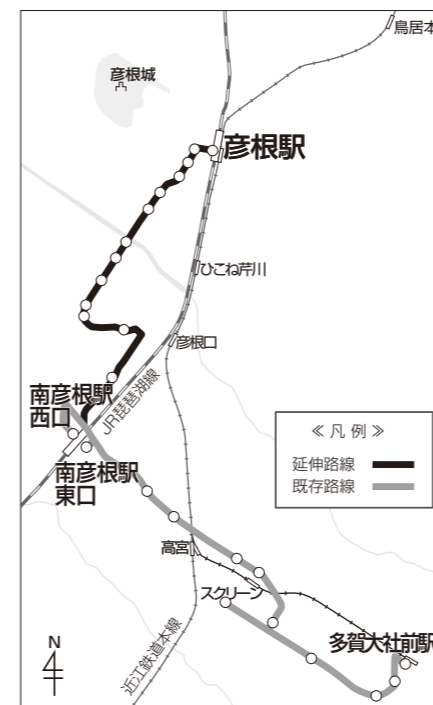 鳥居本
彦根城
彦根駅
ひこね芹川
彦根口
JR琵琶湖線
南彦根駅
西口
南彦根駅
東口
≪凡例≫
延伸路線
既存路線
高宮
スクリーン
多賀大社前駅
近江鉄道本線
N